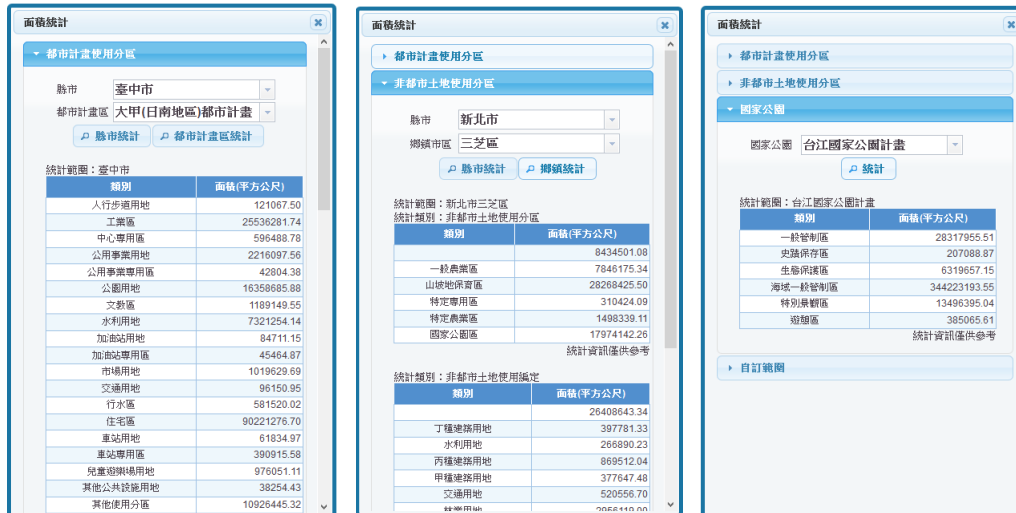 面積統計
都市計畫使用分區
縣市 臺中市
都市計畫區 大甲(日南地區)都市計畫
縣市統計 都市計畫區統計
統計範圍：臺中市
類別 面積(平方公尺)
人行步道用地 121067.50
工業區 25536281.74
中心專用區 596488.78
公用事業用地 2216097.56
公用事業專用區 42804.38
公園用地 16358685.88
文教區 1189149.55
水利用地 7321254.14
加油站用地 84711.15
加油站專用區 45464.87
市場用地 1019629.69
交通用地 96150.95
行水區 581520.02
住宅區 90221276.70
車站用地 61834.97
車站專用區 390915.58
兒童遊樂場用地 976051.11
其他公共設施用地 38254.43
其他使用分區 10926445.32
面積統計
都市計畫使用分區
非都市土地使用分區
縣市 新北市
鄉鎮市區 三芝區
縣市統計 鄉鎮統計
統計範圍：新北市三芝區
統計類別：非都市土地使用分區
類別 面積(平方公尺)
8434501.08
一般農業區 7846175.34
山坡地保育區 28268425.50
特定專用區 310424.09
特定農業區 1498339.11
國家公園區 17974142.26
統計資訊僅供參考
統計類別：非都市土地使用編定
類別 面積(平方公尺)
26408643.34
丁種建築用地 397781.33
水利用地 266890.23
丙種建築用地 869512.04
甲種建築用地 377647.48
交通用地 520556.70
林業用地 2956119.00
面積統計
都市計畫使用分區
非都市土地使用分區
國家公園
國家公園 台江國家公園計畫
統計
統計範圍：台江國家公園計畫
類別 面積(平方公尺)
一般管制區 28317955.51
史蹟保存區 207088.87
生態保護區 6319657.15
海域一般管制區 344223193.55
特別景觀區 13496395.04
遊憩區 385065.61
統計資訊僅供參考
自訂範圍